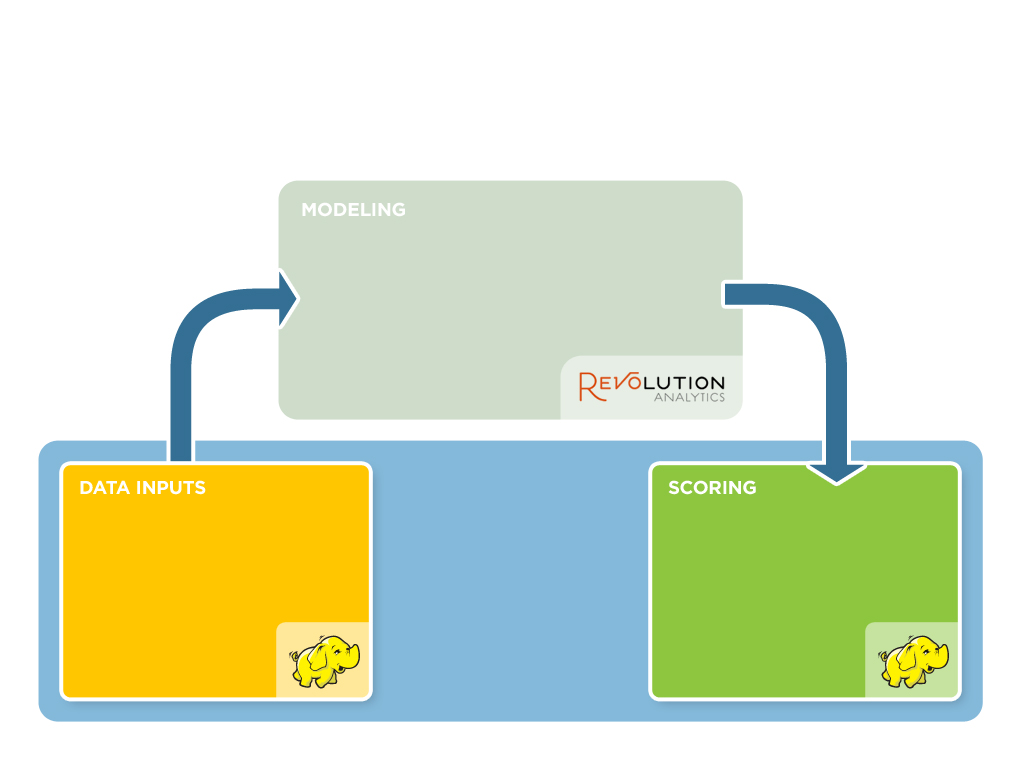 MODELING
REVOLUTION
ANALYTICS
DATA INPUTS
SCORING